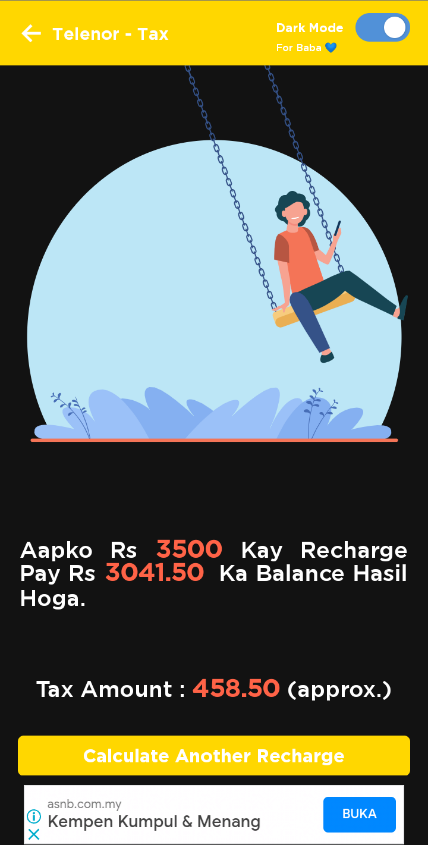 Telenor - Tax
Dark Mode
For Baba 💙
Aapko Rs 3500 Kay Recharge
Pay Rs 3041.50 Ka Balance Hasil
Hoga.
Tax Amount : 458.50 (approx.)
Calculate Another Recharge
asnb.com.my
Kempen Kumpul & Menang
BUKA